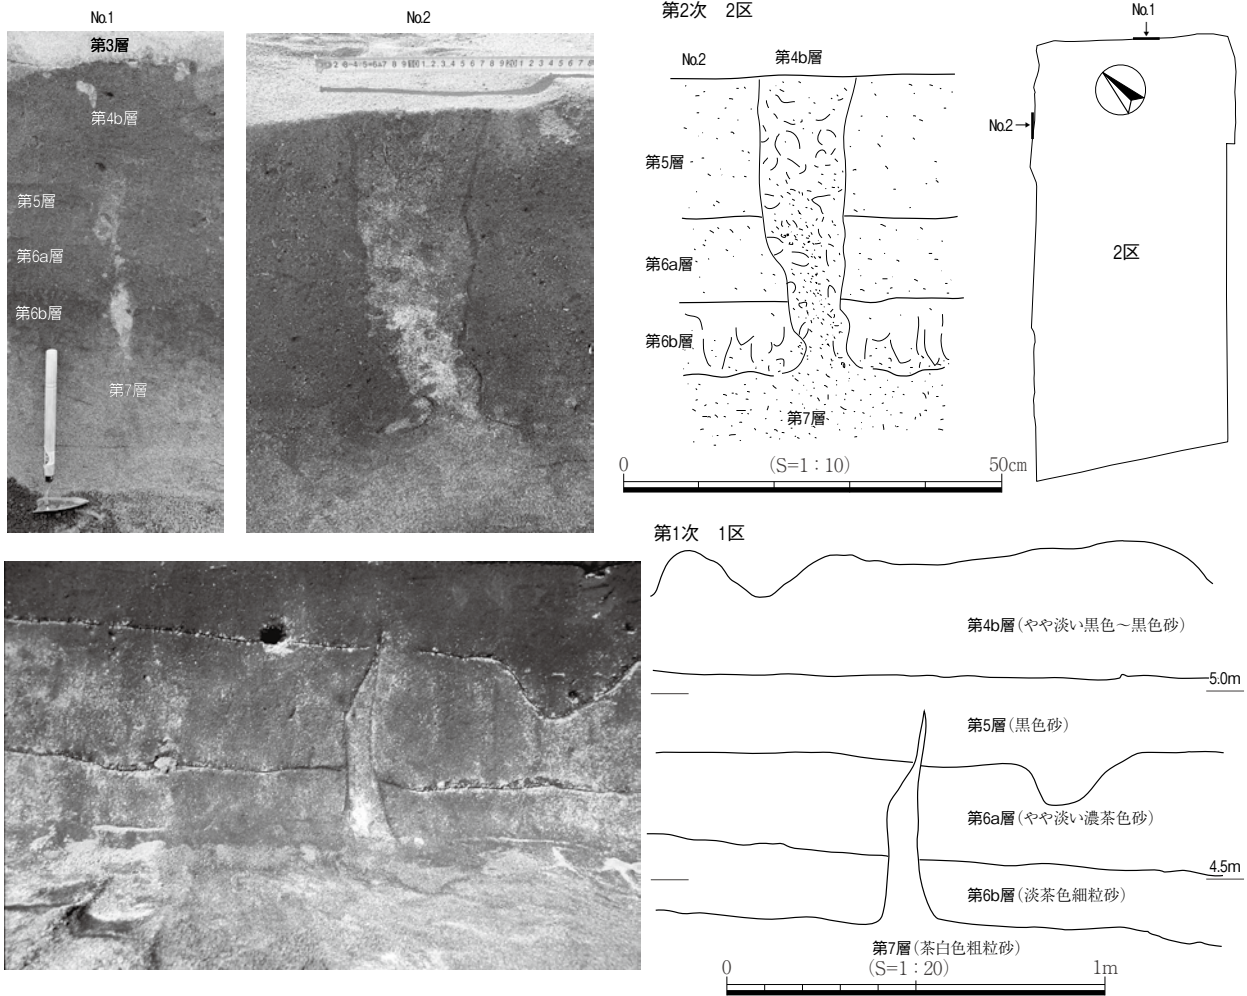 No.1
第3層
第4b層
第5層
第6a層
第6b層
第7層
No.2
第2次 2区
No.2
第4b層
第5層
第6a層
第6b層
第7層
0 (S=1:10) 50cm
No.1
No.2
2区
第1次 1区
第4b層(やや淡い黒色~黒色砂)
5.0m
第5層(黒色砂)
第6a層(やや淡い濃茶色砂)
4.5m
第6b層(淡茶色細粒砂)
第7層(茶白色粗粒砂)
0 (S=1:20) 1m